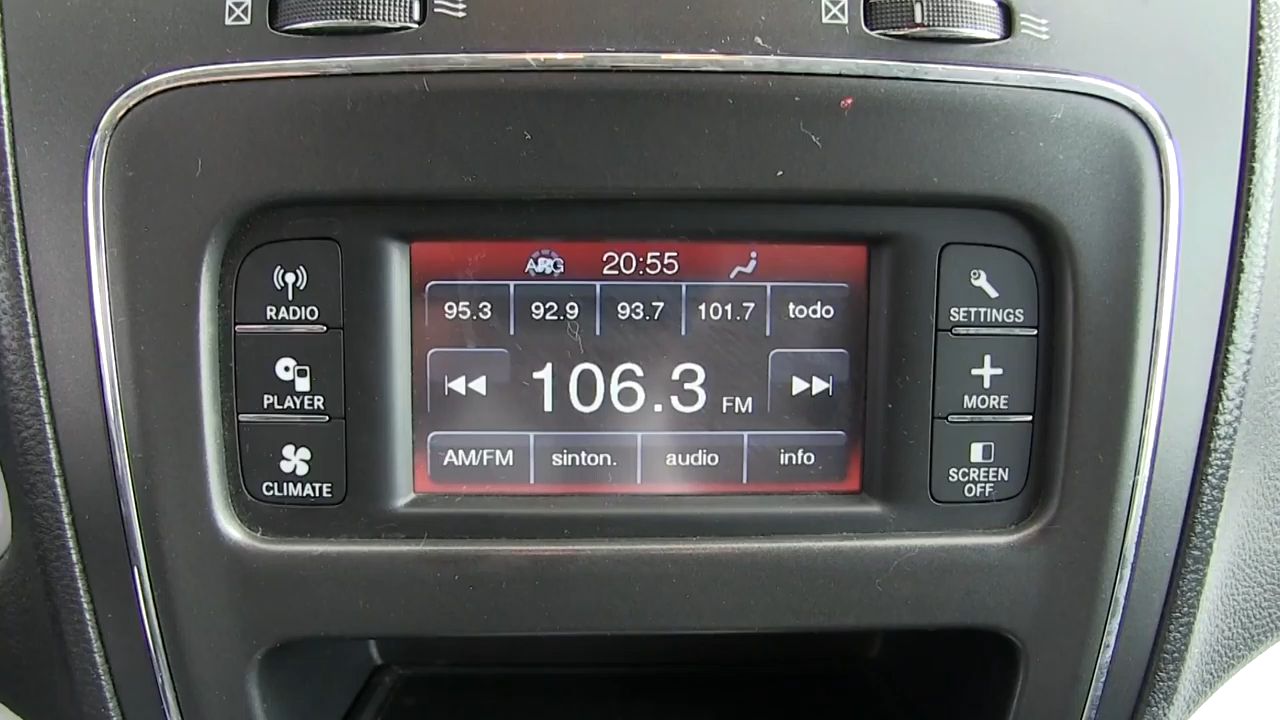 20:55
95.3 92.9 93.7 101.7 todo
106.3 FM
AM/FM sinton. audio info
RADIO
PLAYER
CLIMATE
SETTINGS
MORE
SCREEN
OFF